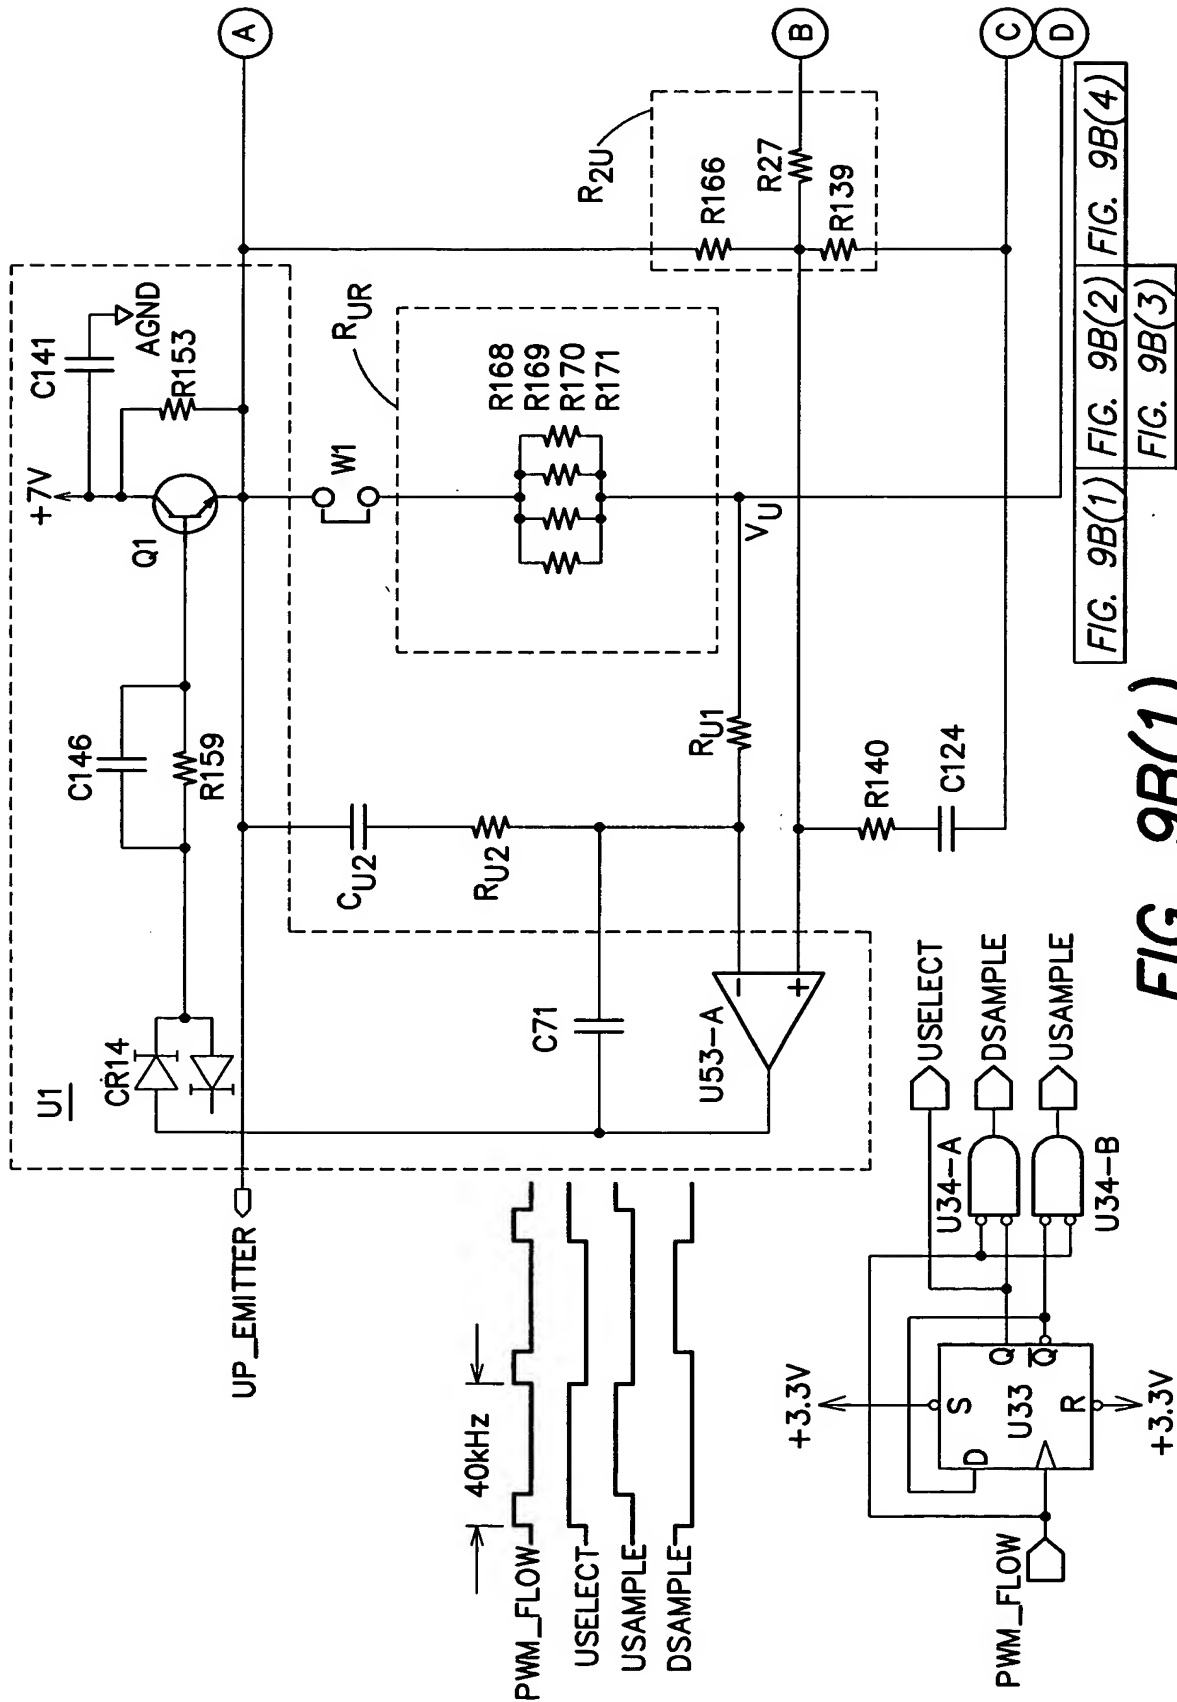 U1
CR14
C146
R159
Q1
+7V
C141
AGND
R153
A
UP_EMITTER
CU2
RU2
W1
RUR
R168
R169
R170
R171
R2U
R166
R27
B
R139
C71
U53-A
-
+
RU1
VU
R140
C124
C
D
40kHz
PWM_FLOW
USELECT
USAMPLE
DSAMPLE
PWM_FLOW
+3.3V
D
S
Q
Q
U33
R
+3.3V
U34-A
U34-B
USELECT
DSAMPLE
USAMPLE
FIG. 9B(1) FIG. 9B(2) FIG. 9B(4)
FIG. 9B(3)
FIG. 9B(1)